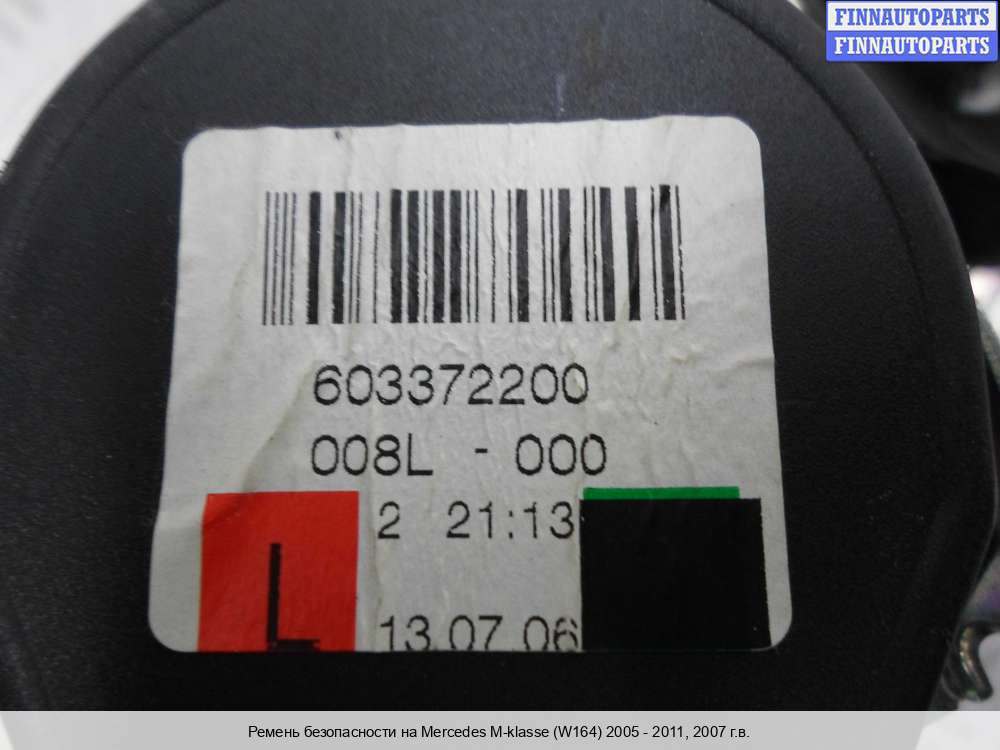 FINNAUTOPARTS
FINNAUTOPARTS
603372200
008L - 000
2 21:13
L
13.07.06
Ремень безопасности на Mercedes M-klasse (W164) 2005 - 2011, 2007 г.в.